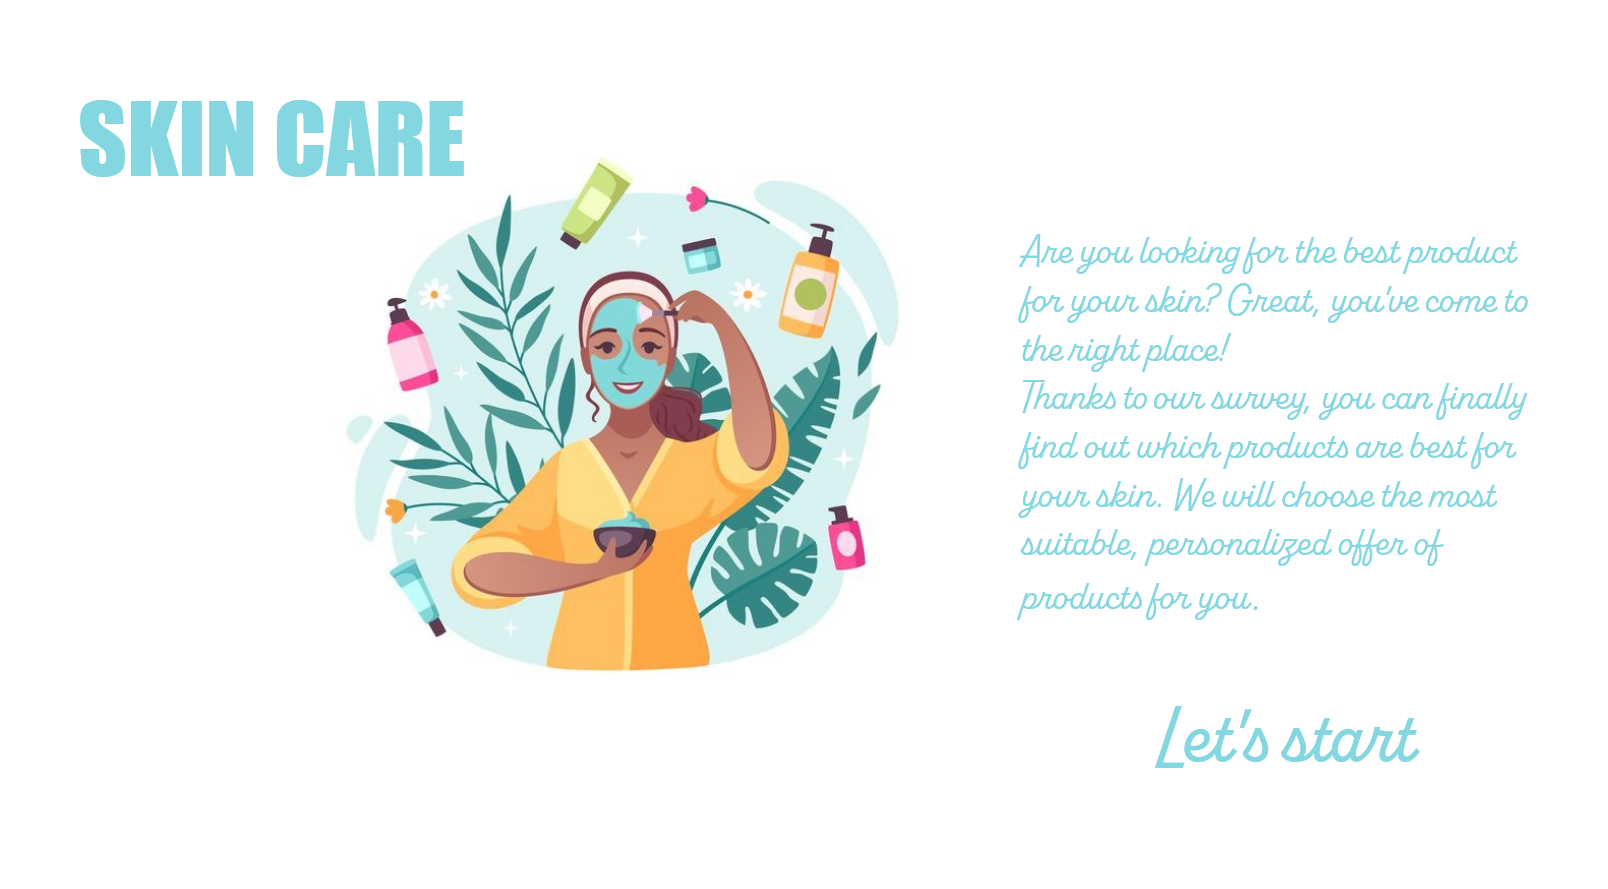 SKIN CARE
Are you looking for the best product
for your skin? Great, you've come to
the right place!
Thanks to our survey, you can finally
find out which products are best for
your skin. We will choose the most
suitable, personalized offer of
products for you.
Let's start